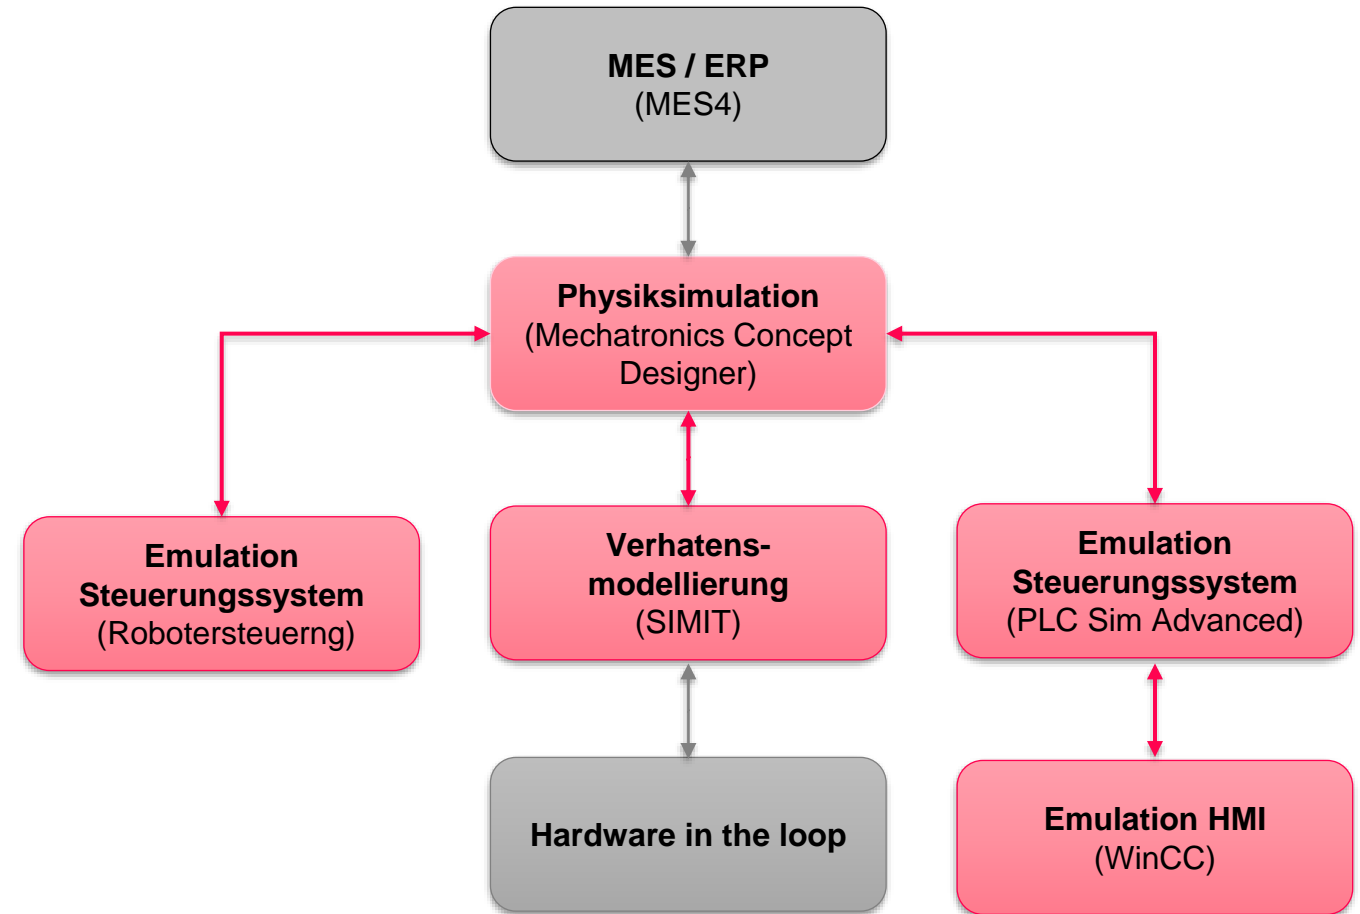 MES / ERP
(MES4)
Physiksimulation
(Mechatronics Concept
Designer)
Emulation
Steuerungssystem
(Robotersteuerng)
Verhatens-
modellierung
(SIMIT)
Emulation
Steuerungssystem
(PLC Sim Advanced)
Hardware in the loop
Emulation HMI
(WinCC)